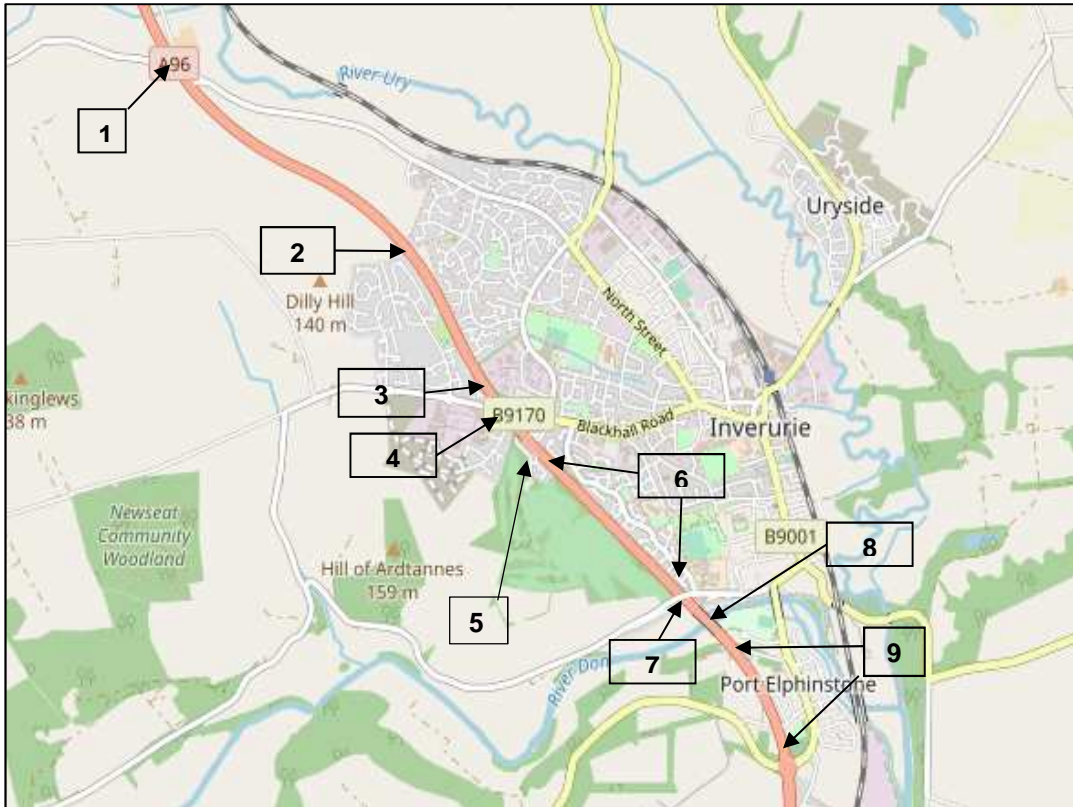 A96
River Ury
1
Uryside
2
Dilly Hill
140 m
North Street
kinglews
38 m
3
B9170
Blackhall Road
Inverurie
4
6
Newseat
Community
Woodland
B9001
8
Hill of Ardtannes
159 m
5
7
9
River Don
Port Elphinstone